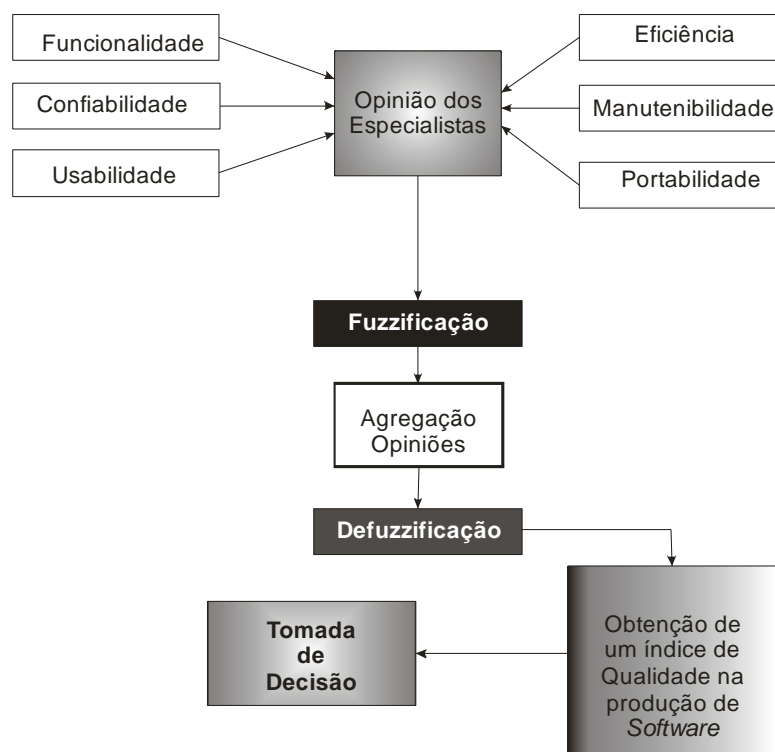 Funcionalidade
Confiabilidade
Usabilidade
Opinião dos
Especialistas
Eficiência
Manutenibilidade
Portabilidade
Fuzzificação
Agregação
Opiniões
Defuzzificação
Obtenção de
um índice de
Qualidade na
produção de
Software
Tomada
de
Decisão